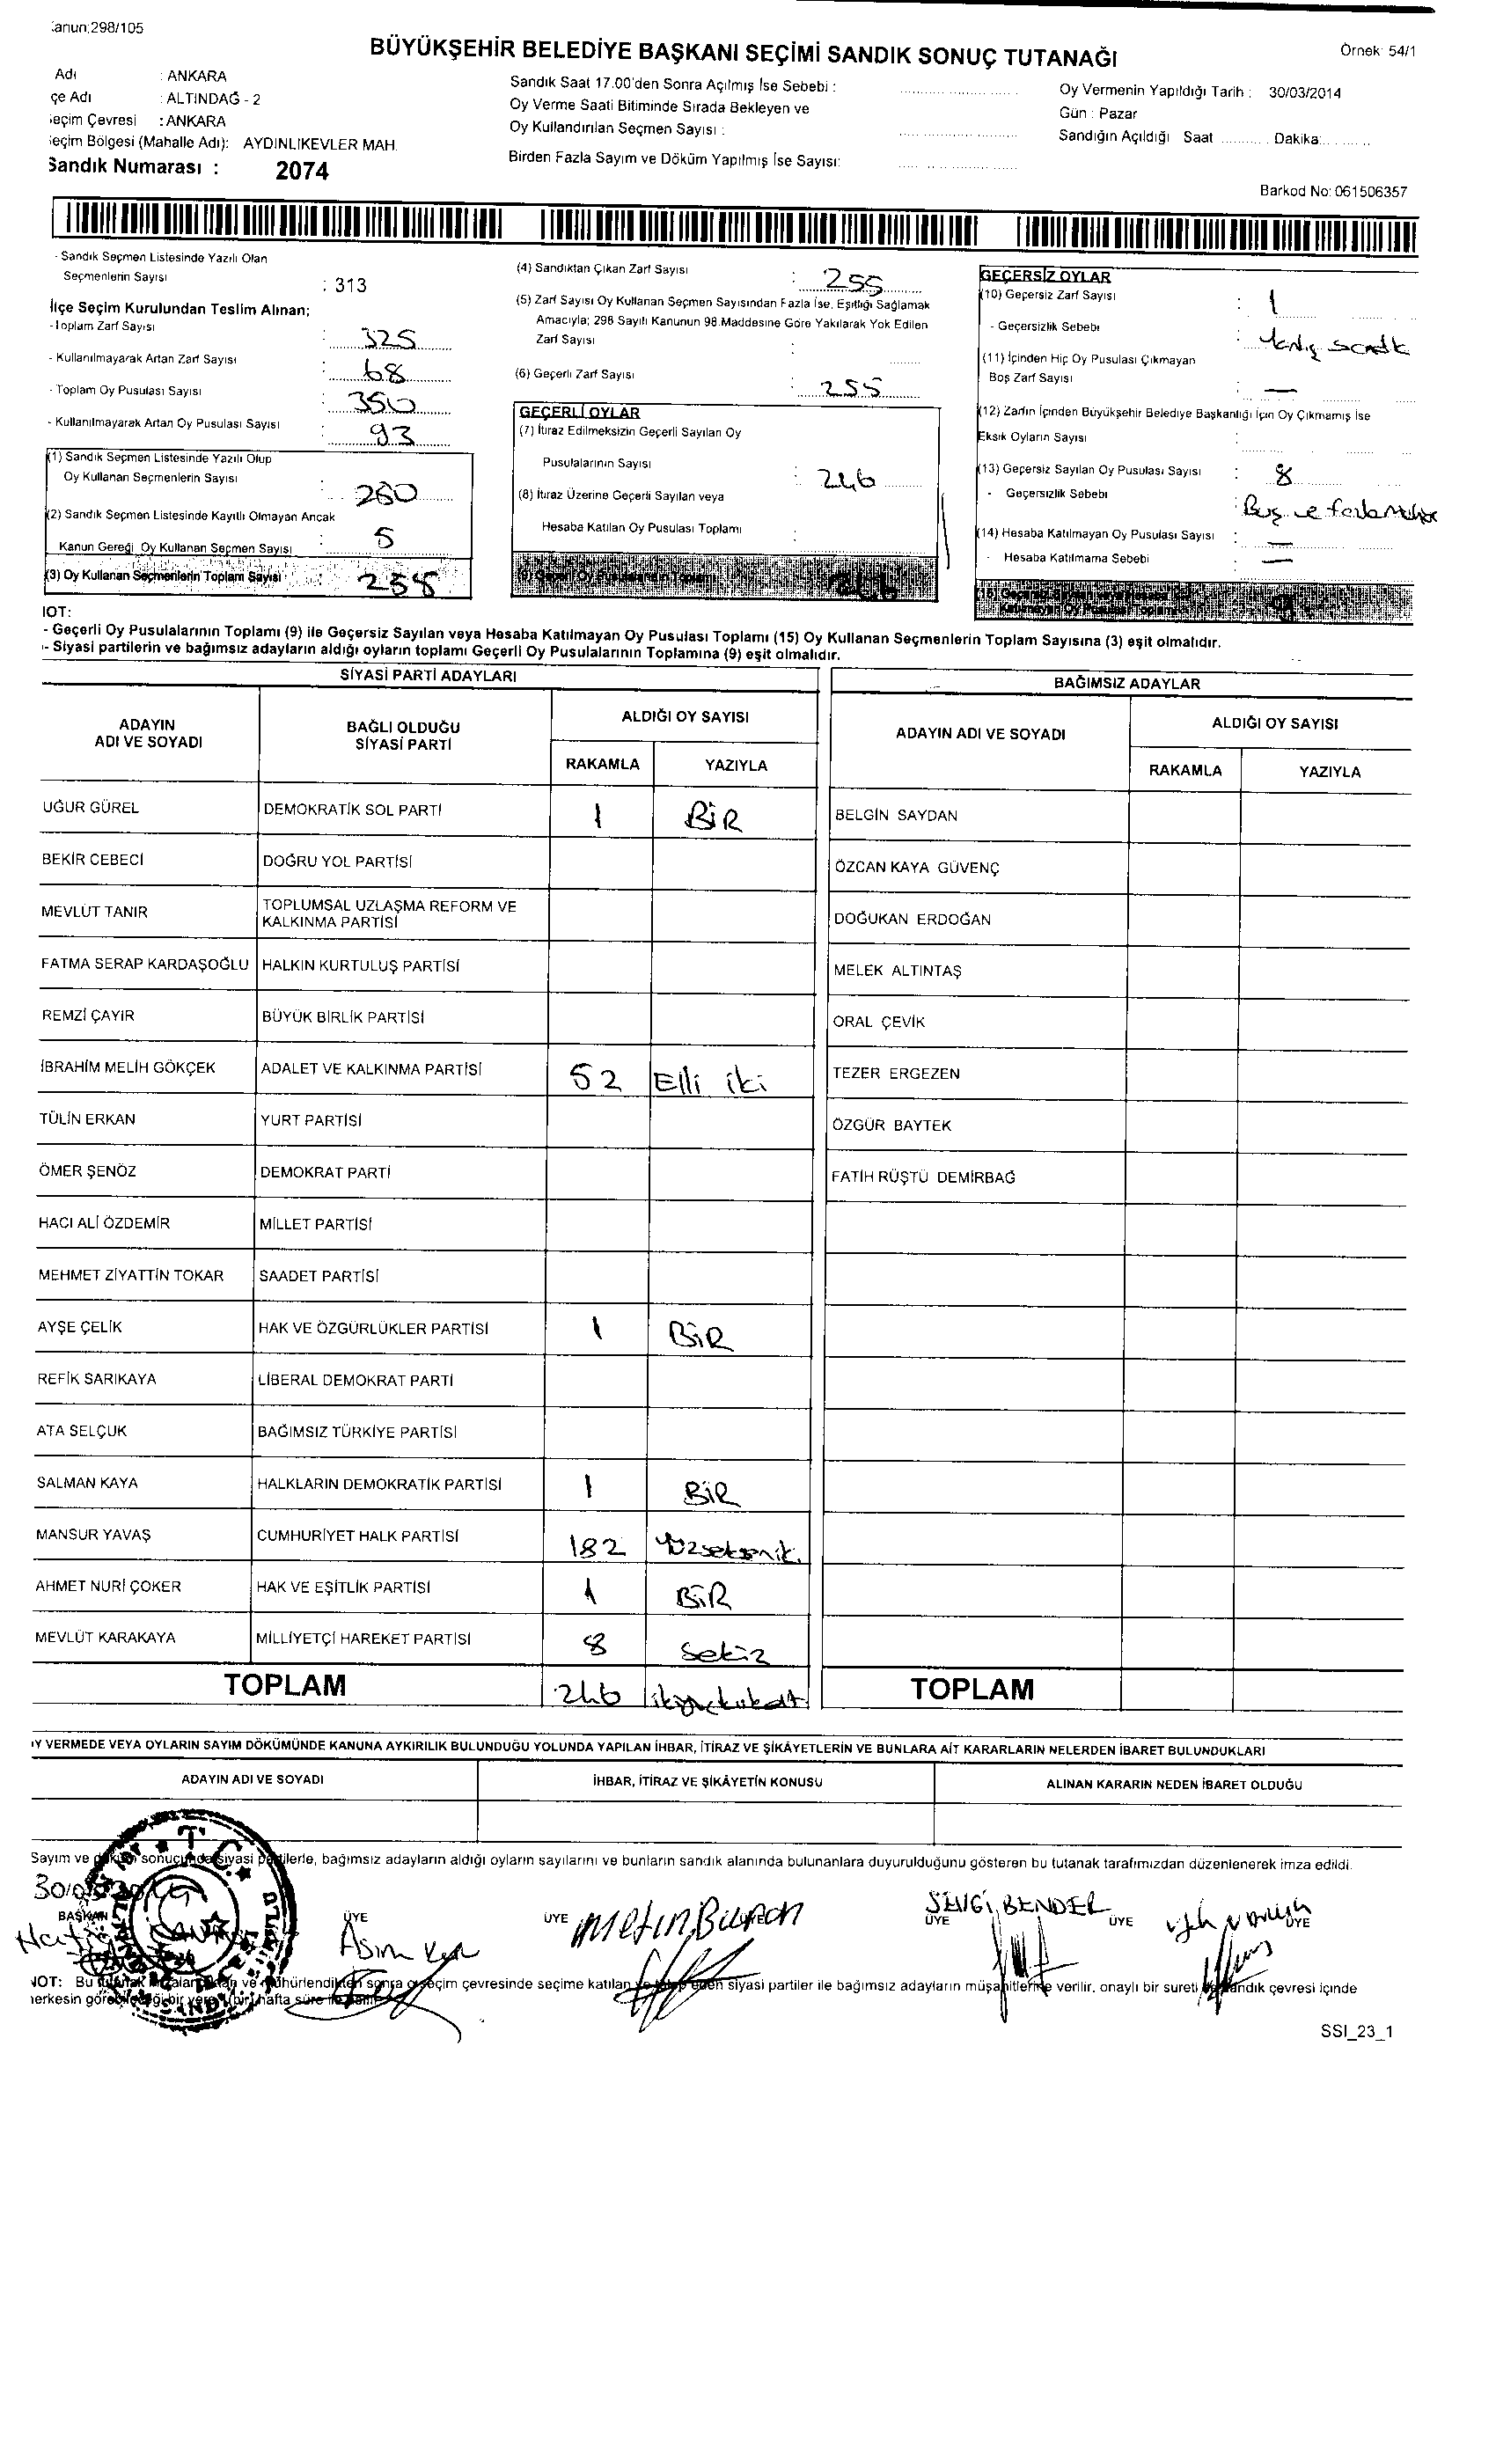 Kanun:298/105
BÜYÜKŞEHİR BELEDİYE BAŞKANI SEÇİMİ SANDIK SONUÇ TUTANAĞI
Örnek: 54/1
Adı : ANKARA
çe Adı : ALTINDAĞ - 2
eçim Çevresi : ANKARA
eçim Bölgesi (Mahalle Adı): AYDINLIKEVLER MAH.
Sandık Numarası : 2074
Sandık Saat 17.00'den Sonra Açılmış İse Sebebi :
Oy Verme Saati Bitiminde Sırada Bekleyen ve
Oy Kullandırılan Seçmen Sayısı :
Birden Fazla Sayım ve Döküm Yapılmış İse Sayısı:
Oy Vermenin Yapıldığı Tarih : 30/03/2014
Gün : Pazar
Sandığın Açıldığı Saat ........... Dakika:..........
Barkod No: 061506357
- Sandık Seçmen Listesinde Yazılı Olan
Seçmenlerin Sayısı : 313
İlçe Seçim Kurulundan Teslim Alınan;
-Toplam Zarf Sayısı : 325
- Kullanılmayarak Artan Zarf Sayısı : 68
- Toplam Oy Pusulası Sayısı : 350
- Kullanılmayarak Artan Oy Pusulası Sayısı : 93
(1) Sandık Seçmen Listesinde Yazılı Olup
Oy Kullanan Seçmenlerin Sayısı : 250
(2) Sandık Seçmen Listesinde Kayıtlı Olmayan Ancak
Kanun Gereği Oy Kullanan Seçmen Sayısı : 5
(3) Oy Kullanan Seçmenlerin Toplam Sayısı : 255
(4) Sandıktan Çıkan Zarf Sayısı : 255
(5) Zarf Sayısı Oy Kullanan Seçmen Sayısından Fazla İse, Eşitliği Sağlamak
Amacıyla; 298 Sayılı Kanunun 98.Maddesine Göre Yakılarak Yok Edilen
Zarf Sayısı :
(6) Geçerli Zarf Sayısı : 255
GEÇERLİ OYLAR
(7) İtiraz Edilmeksizin Geçerli Sayılan Oy
Pusulalarının Sayısı : 246
(8) İtiraz Üzerine Geçerli Sayılan veya
Hesaba Katılan Oy Pusulası Toplamı :
(9) Geçerli Oy Pusulalarının Toplamı 246
GEÇERSİZ OYLAR
(10) Geçersiz Zarf Sayısı : 1
- Geçersizlik Sebebi : Yanlış sandık
(11) İçinden Hiç Oy Pusulası Çıkmayan
Boş Zarf Sayısı : —
(12) Zarfın İçinden Büyükşehir Belediye Başkanlığı İçin Oy Çıkmamış İse
Eksik Oyların Sayısı :
(13) Geçersiz Sayılan Oy Pusulası Sayısı : 8
- Geçersizlik Sebebi : Boş ve fazla mühür
(14) Hesaba Katılmayan Oy Pusulası Sayısı : —
- Hesaba Katılmama Sebebi : —
(15) Geçersiz Sayılan veya Hesaba
Katılmayan Oy Pusulası Toplamı 9
NOT:
- Geçerli Oy Pusulalarının Toplamı (9) ile Geçersiz Sayılan veya Hesaba Katılmayan Oy Pusulası Toplamı (15) Oy Kullanan Seçmenlerin Toplam Sayısına (3) eşit olmalıdır.
- Siyasi partilerin ve bağımsız adayların aldığı oyların toplamı Geçerli Oy Pusulalarının Toplamına (9) eşit olmalıdır.
SİYASİ PARTİ ADAYLARI
ADAYIN
ADI VE SOYADI
BAĞLI OLDUĞU
SİYASİ PARTİ
ALDIĞI OY SAYISI
RAKAMLA YAZIYLA
UĞUR GÜREL DEMOKRATİK SOL PARTİ 1 BİR
BEKİR CEBECİ DOĞRU YOL PARTİSİ
MEVLÜT TANIR TOPLUMSAL UZLAŞMA REFORM VE
KALKINMA PARTİSİ
FATMA SERAP KARDAŞOĞLU HALKIN KURTULUŞ PARTİSİ
REMZİ ÇAYIR BÜYÜK BİRLİK PARTİSİ
İBRAHİM MELİH GÖKÇEK ADALET VE KALKINMA PARTİSİ 52 Elli iki
TÜLİN ERKAN YURT PARTİSİ
ÖMER ŞENÖZ DEMOKRAT PARTİ
HACI ALİ ÖZDEMİR MİLLET PARTİSİ
MEHMET ZİYATTİN TOKAR SAADET PARTİSİ
AYŞE ÇELİK HAK VE ÖZGÜRLÜKLER PARTİSİ 1 BİR
REFİK SARIKAYA LİBERAL DEMOKRAT PARTİ
ATA SELÇUK BAĞIMSIZ TÜRKİYE PARTİSİ
SALMAN KAYA HALKLARIN DEMOKRATİK PARTİSİ 1 BİR
MANSUR YAVAŞ CUMHURİYET HALK PARTİSİ 182 Yüzseksenik.
AHMET NURİ ÇOKER HAK VE EŞİTLİK PARTİSİ 1 BİR
MEVLÜT KARAKAYA MİLLİYETÇİ HAREKET PARTİSİ 8 Sekiz
TOPLAM 246 ikiyüzkırkaltı
BAĞIMSIZ ADAYLAR
ADAYIN ADI VE SOYADI
ALDIĞI OY SAYISI
RAKAMLA YAZIYLA
BELGİN SAYDAN
ÖZCAN KAYA GÜVENÇ
DOĞUKAN ERDOĞAN
MELEK ALTINTAŞ
ORAL ÇEVİK
TEZER ERGEZEN
ÖZGÜR BAYTEK
FATİH RÜŞTÜ DEMİRBAĞ
TOPLAM
OY VERMEDE VEYA OYLARIN SAYIM DÖKÜMÜNDE KANUNA AYKIRILIK BULUNDUĞU YOLUNDA YAPILAN İHBAR, İTİRAZ VE ŞİKÂYETLERİN VE BUNLARA AİT KARARLARIN NELERDEN İBARET BULUNDUKLARI
ADAYIN ADI VE SOYADI
İHBAR, İTİRAZ VE ŞİKÂYETİN KONUSU
ALINAN KARARIN NEDEN İBARET OLDUĞU
Sayım ve döküm sonucunda siyasi partilerle, bağımsız adayların aldığı oyların sayılarını ve bunların sandık alanında bulunanlara duyurulduğunu gösteren bu tutanak tarafımızdan düzenlenerek imza edildi.
T.C.
BAŞKAN ÜYE ÜYE ÜYE ÜYE ÜYE ÜYE
Asım
Metin Buran
SEVGİ BENDER
NOT: Bu tutanak imzalandıktan ve mühürlendikten sonra o seçim çevresinde seçime katılan ve talep eden siyasi partiler ile bağımsız adayların müşahitlerine verilir, onaylı bir sureti de sandık çevresi içinde
herkesin görebileceği bir yere (bir) hafta süre ile asılır.
SSI_23_1